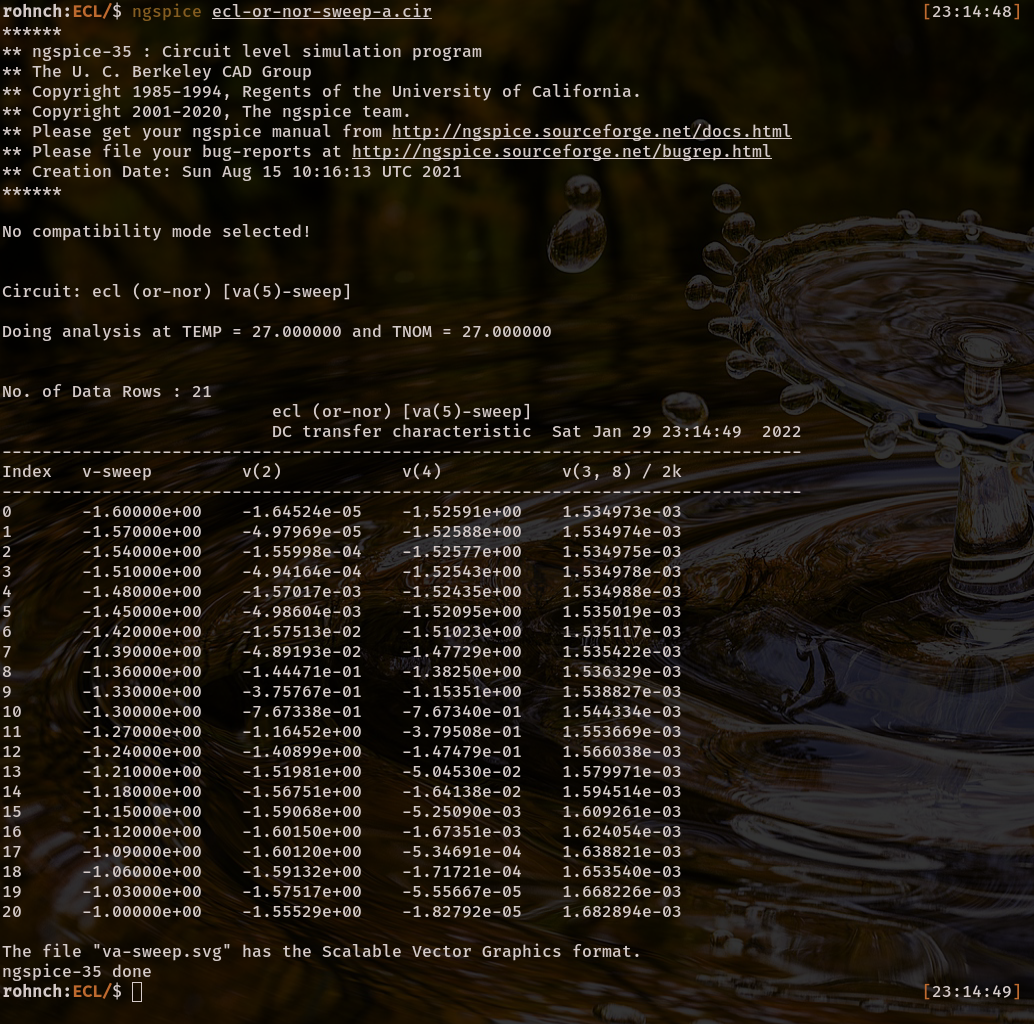 rohnch:ECL/$ ngspice ecl-or-nor-sweep-a.cir [23:14:48]
******
** ngspice-35 : Circuit level simulation program
** The U. C. Berkeley CAD Group
** Copyright 1985-1994, Regents of the University of California.
** Copyright 2001-2020, The ngspice team.
** Please get your ngspice manual from http://ngspice.sourceforge.net/docs.html
** Please file your bug-reports at http://ngspice.sourceforge.net/bugrep.html
** Creation Date: Sun Aug 15 10:16:13 UTC 2021
******
No compatibility mode selected!
Circuit: ecl (or-nor) [va(5)-sweep]
Doing analysis at TEMP = 27.000000 and TNOM = 27.000000
No. of Data Rows : 21
ecl (or-nor) [va(5)-sweep]
DC transfer characteristic  Sat Jan 29 23:14:49  2022
--------------------------------------------------------------------------------
Index   v-sweep         v(2)            v(4)            v(3, 8) / 2k
--------------------------------------------------------------------------------
0       -1.60000e+00    -1.64524e-05    -1.52591e+00    1.534973e-03
1       -1.57000e+00    -4.97969e-05    -1.52588e+00    1.534974e-03
2       -1.54000e+00    -1.55998e-04    -1.52577e+00    1.534975e-03
3       -1.51000e+00    -4.94164e-04    -1.52543e+00    1.534978e-03
4       -1.48000e+00    -1.57017e-03    -1.52435e+00    1.534988e-03
5       -1.45000e+00    -4.98604e-03    -1.52095e+00    1.535019e-03
6       -1.42000e+00    -1.57513e-02    -1.51023e+00    1.535117e-03
7       -1.39000e+00    -4.89193e-02    -1.47729e+00    1.535422e-03
8       -1.36000e+00    -1.44471e-01    -1.38250e+00    1.536329e-03
9       -1.33000e+00    -3.75767e-01    -1.15351e+00    1.538827e-03
10      -1.30000e+00    -7.67338e-01    -7.67340e-01    1.544334e-03
11      -1.27000e+00    -1.16452e+00    -3.79508e-01    1.553669e-03
12      -1.24000e+00    -1.40899e+00    -1.47479e-01    1.566038e-03
13      -1.21000e+00    -1.51981e+00    -5.04530e-02    1.579971e-03
14      -1.18000e+00    -1.56751e+00    -1.64138e-02    1.594514e-03
15      -1.15000e+00    -1.59068e+00    -5.25090e-03    1.609261e-03
16      -1.12000e+00    -1.60150e+00    -1.67351e-03    1.624054e-03
17      -1.09000e+00    -1.60120e+00    -5.34691e-04    1.638821e-03
18      -1.06000e+00    -1.59132e+00    -1.71721e-04    1.653540e-03
19      -1.03000e+00    -1.57517e+00    -5.55667e-05    1.668226e-03
20      -1.00000e+00    -1.55529e+00    -1.82792e-05    1.682894e-03
The file "va-sweep.svg" has the Scalable Vector Graphics format.
ngspice-35 done
rohnch:ECL/$ [23:14:49]